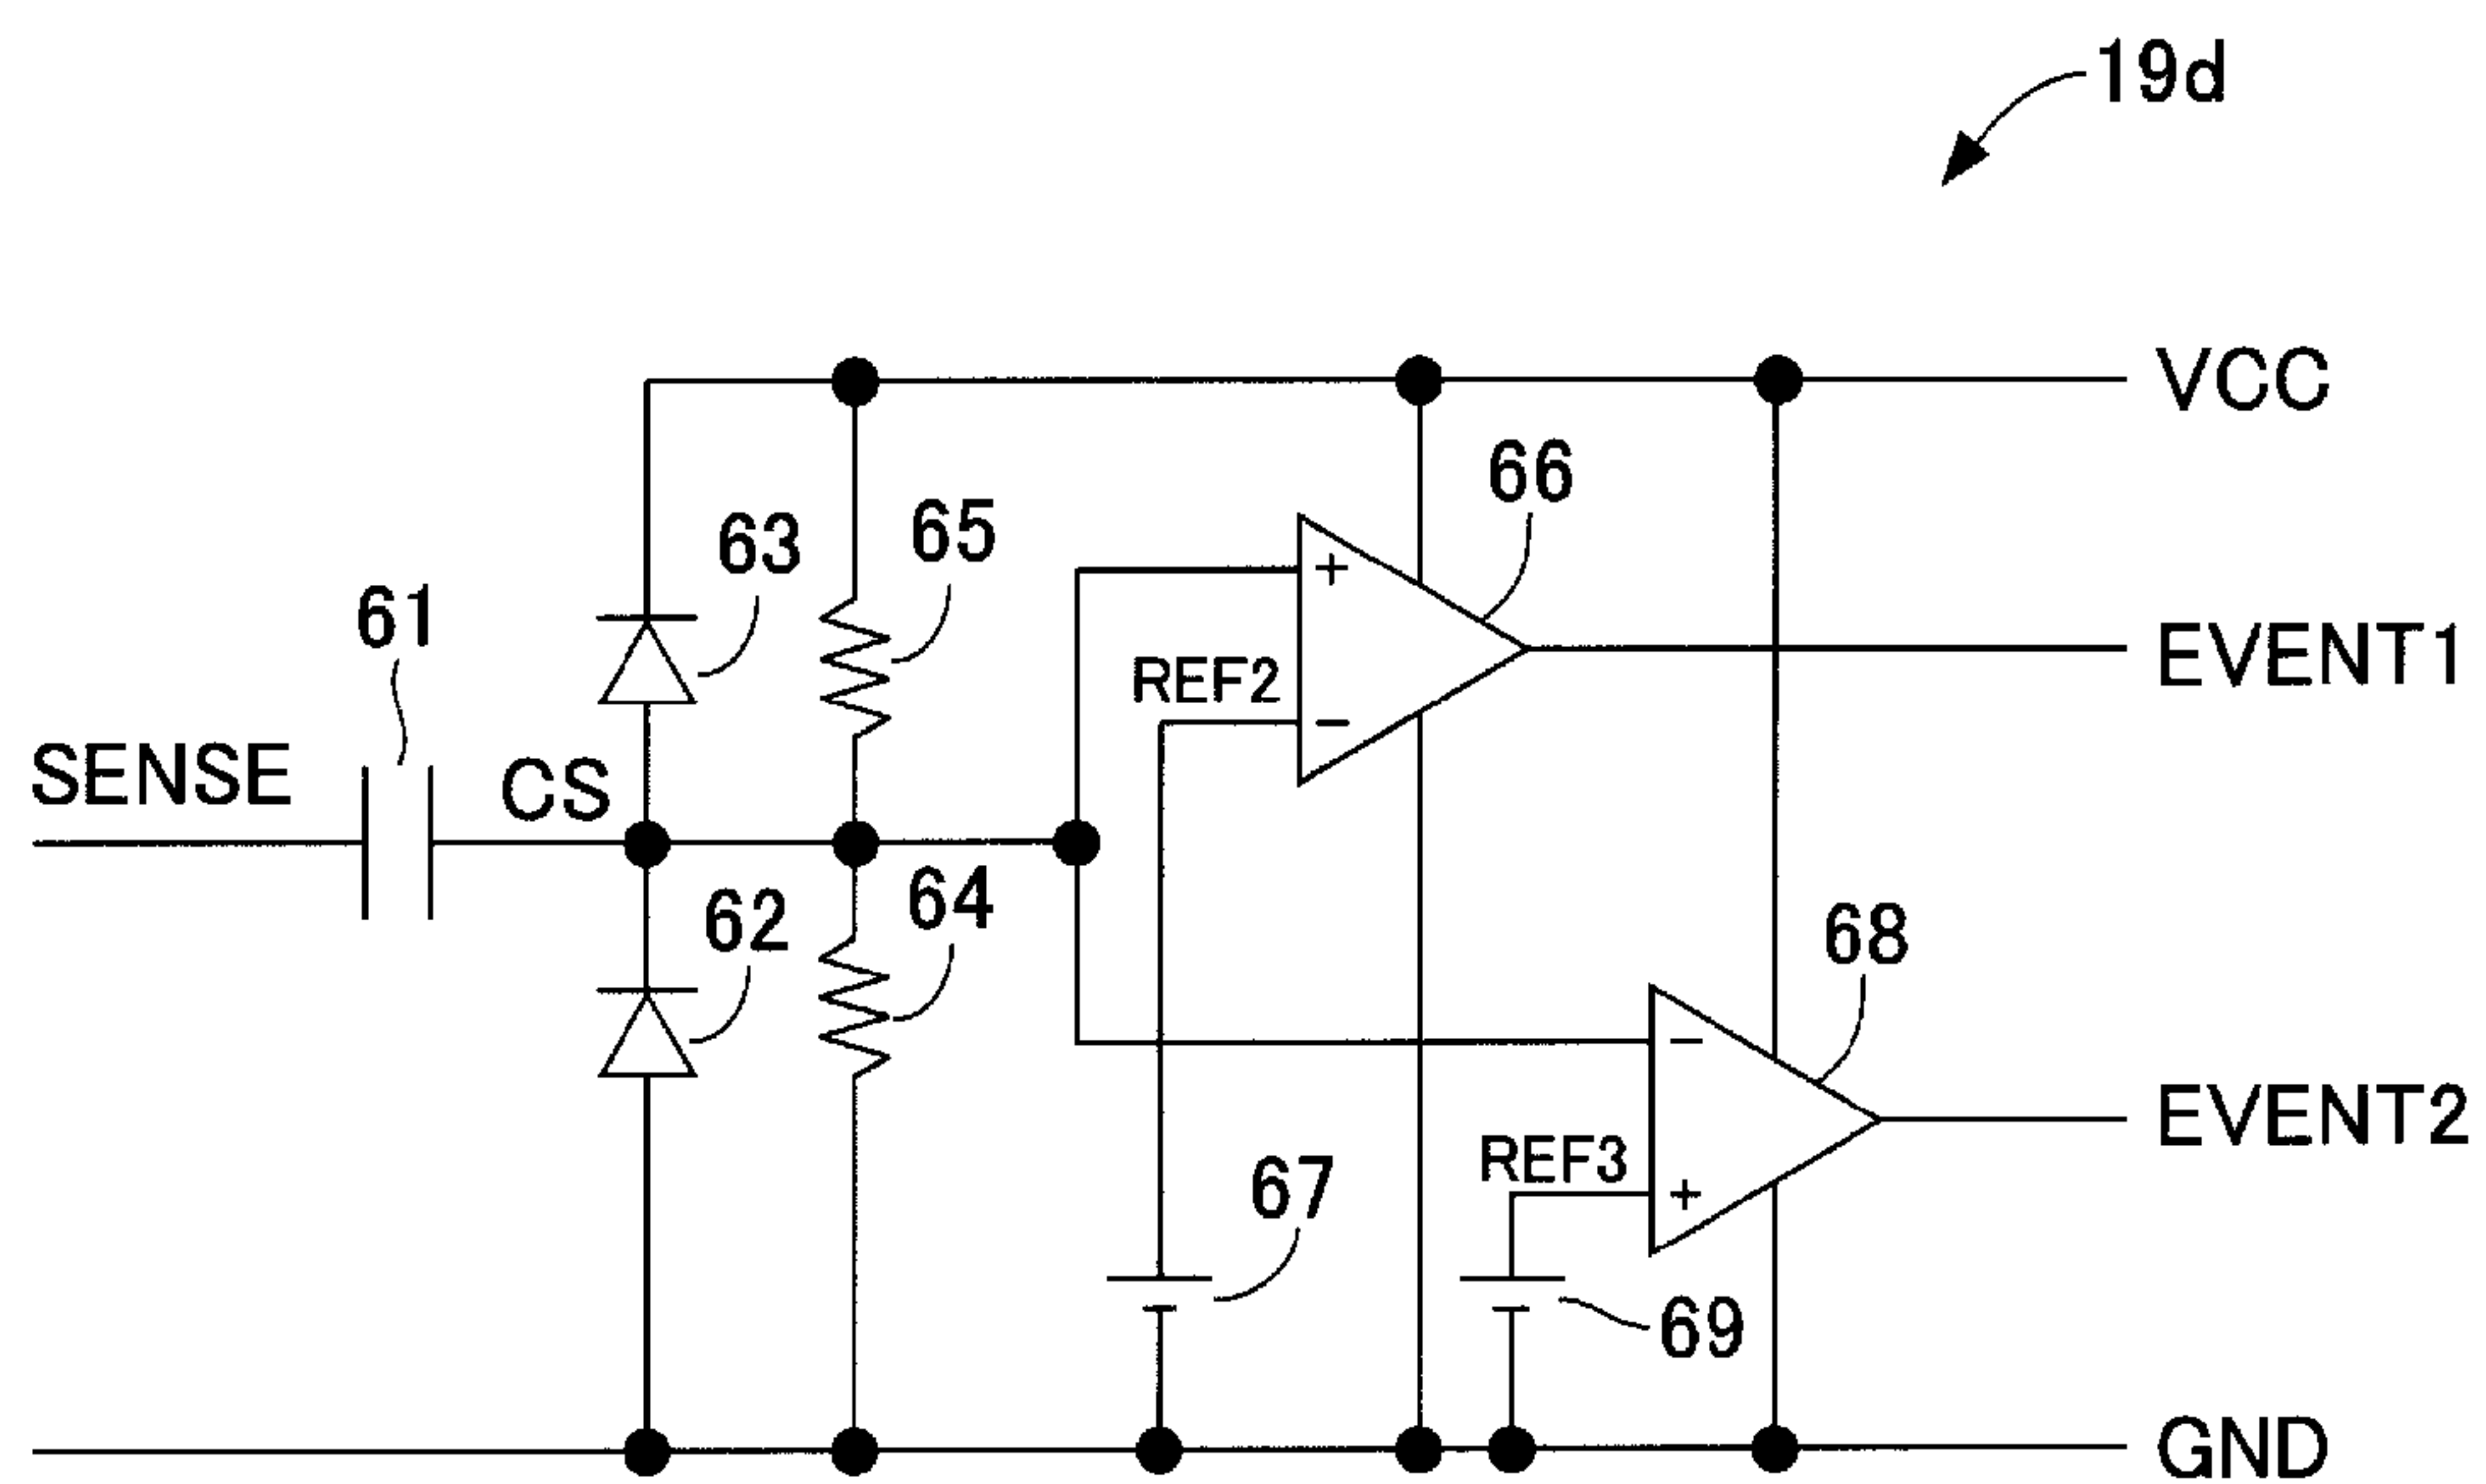 19d
VCC
66
65
63
61
EVENT1
+
REF2
−
SENSE
CS
64
62
68
−
EVENT2
REF3
67
+
69
GND